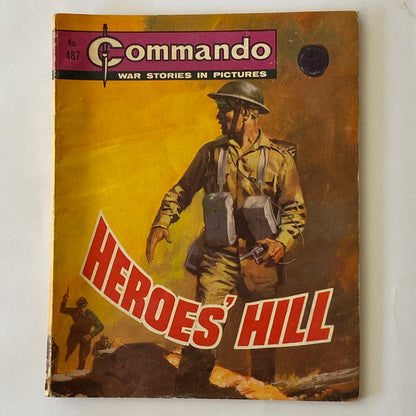 No.
487
Commando
WAR STORIES IN PICTURES
HEROES' HILL